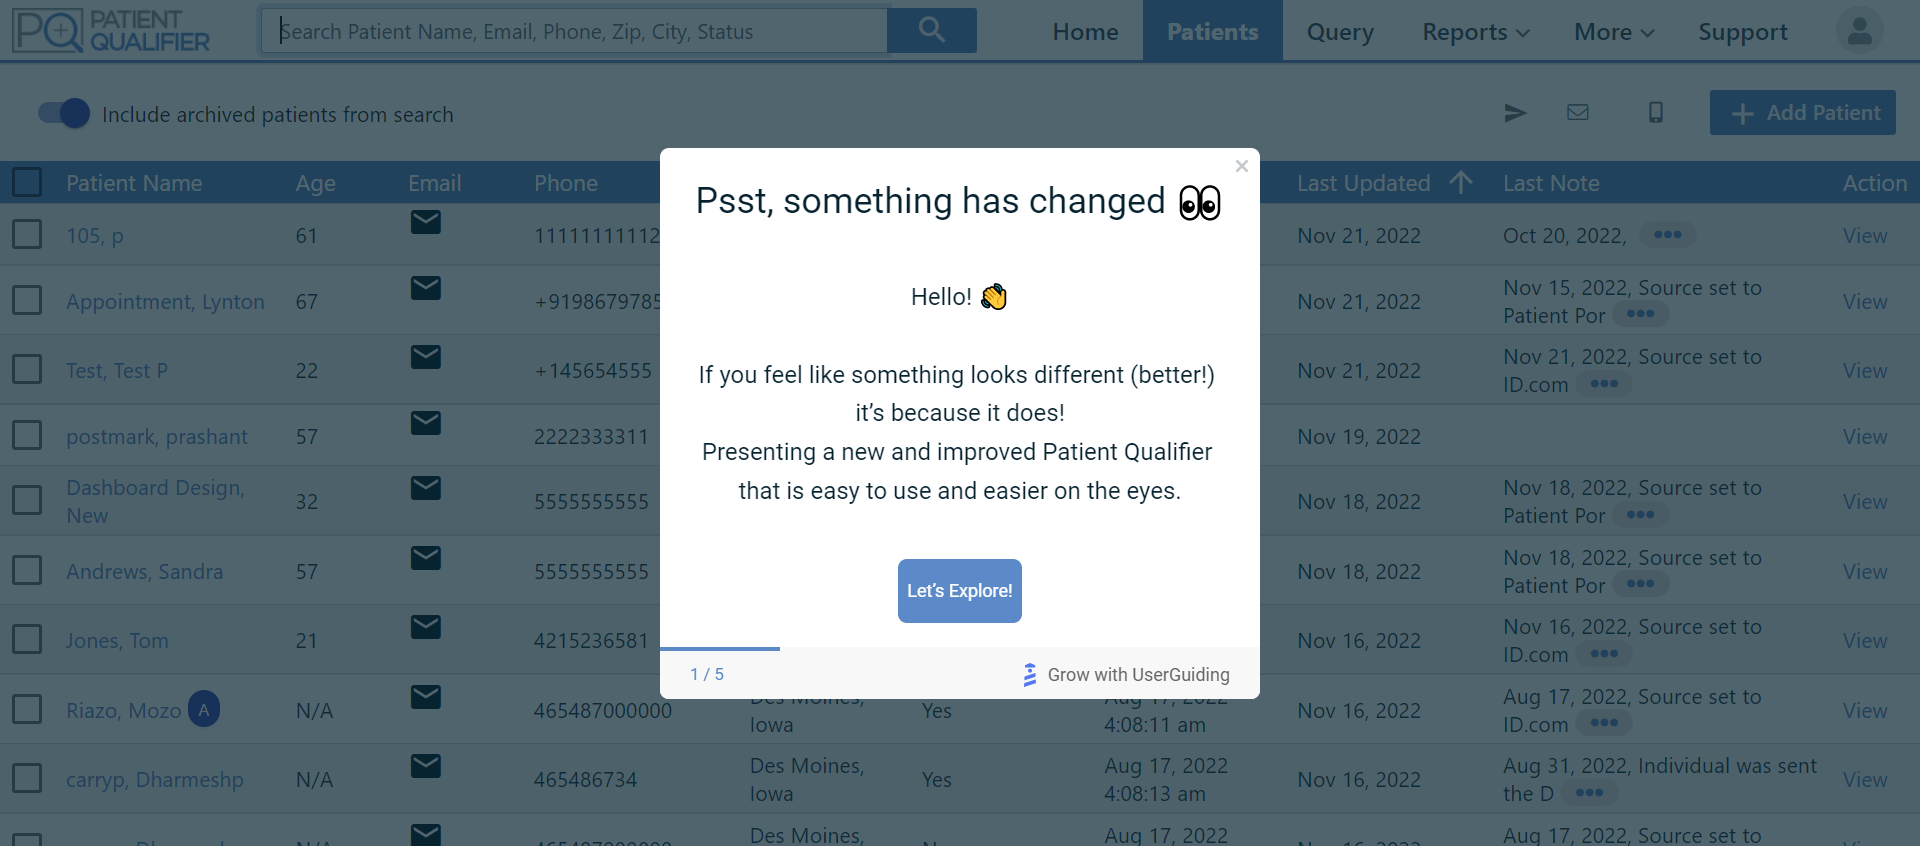 PATIENT
QUALIFIER
Search Patient Name, Email, Phone, Zip, City, Status
Home
Patients
Query
Reports
More
Support
Include archived patients from search
Add Patient
Patient Name Age Email Phone Last Updated Last Note Action
105, p 61 11111111112 Nov 21, 2022 Oct 20, 2022, View
Appointment, Lynton 67 +9198679785 Nov 21, 2022 Nov 15, 2022, Source set to Patient Por View
Test, Test P 22 +145654555 Nov 21, 2022 Nov 21, 2022, Source set to ID.com View
postmark, prashant 57 2222333311 Nov 19, 2022 View
Dashboard Design, New 32 5555555555 Nov 18, 2022 Nov 18, 2022, Source set to Patient Por View
Andrews, Sandra 57 5555555555 Nov 18, 2022 Nov 18, 2022, Source set to Patient Por View
Jones, Tom 21 4215236581 Nov 16, 2022 Nov 16, 2022, Source set to ID.com View
Riazo, Mozo A N/A 465487000000 Des Moines, Iowa Yes Aug 17, 2022 4:08:11 am Nov 16, 2022 Aug 17, 2022, Source set to ID.com View
carryp, Dharmeshp N/A 465486734 Des Moines, Iowa Yes Aug 17, 2022 4:08:13 am Nov 16, 2022 Aug 31, 2022, Individual was sent the D View
Des Moines, Aug 17, 2022 Aug 17, 2022, Source set to
Psst, something has changed
Hello!
If you feel like something looks different (better!)
it's because it does!
Presenting a new and improved Patient Qualifier
that is easy to use and easier on the eyes.
Let's Explore!
1 / 5
Grow with UserGuiding